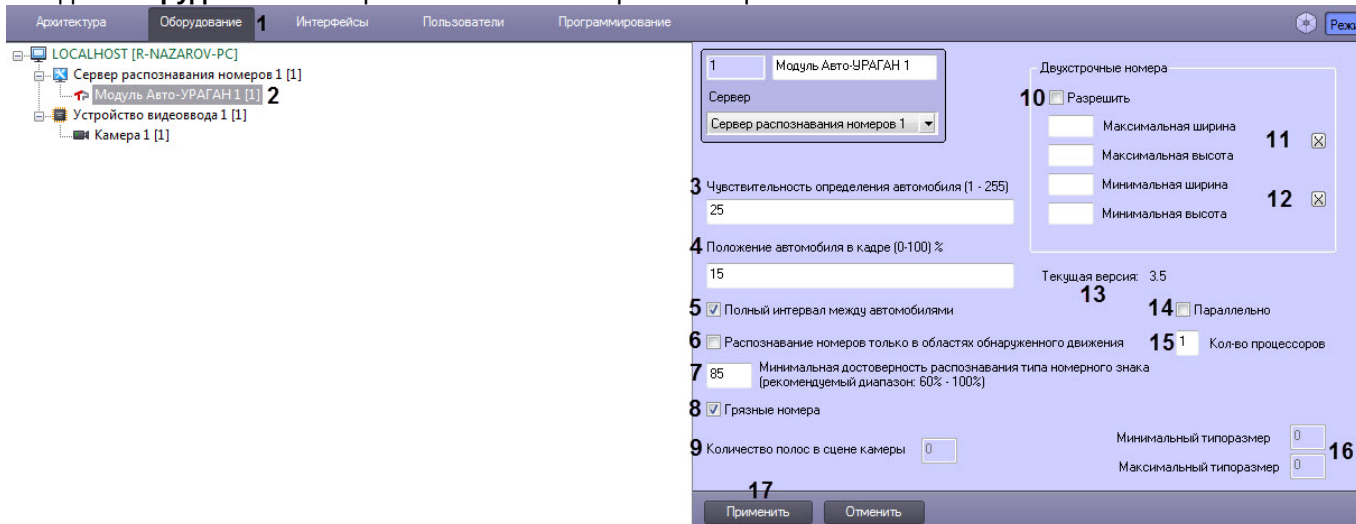 Архитектура Оборудование 1 Интерфейсы Пользователи Программирование
LOCALHOST [R-NAZAROV-PC]
Сервер распознавания номеров 1 [1]
Модуль Авто-УРАГАН 1 [1] 2
Устройство видеоввода 1 [1]
Камера 1 [1]
1 Модуль Авто-УРАГАН 1
Сервер
Сервер распознавания номеров 1
Двухстрочные номера
10 Разрешить
Максимальная ширина
11
Максимальная высота
Минимальная ширина
12
Минимальная высота
3 Чувствительность определения автомобиля (1 - 255)
25
4 Положение автомобиля в кадре (0-100) %
15
Текущая версия: 3.5
13
5 Полный интервал между автомобилями
14 Параллельно
6 Распознавание номеров только в областях обнаруженного движения
15 1 Кол-во процессоров
7 85 Минимальная достоверность распознавания типа номерного знака
(рекомендуемый диапазон: 60% - 100%)
8 Грязные номера
9 Количество полос в сцене камеры 0
Минимальный типоразмер 0
16
Максимальный типоразмер 0
17
Применить Отменить